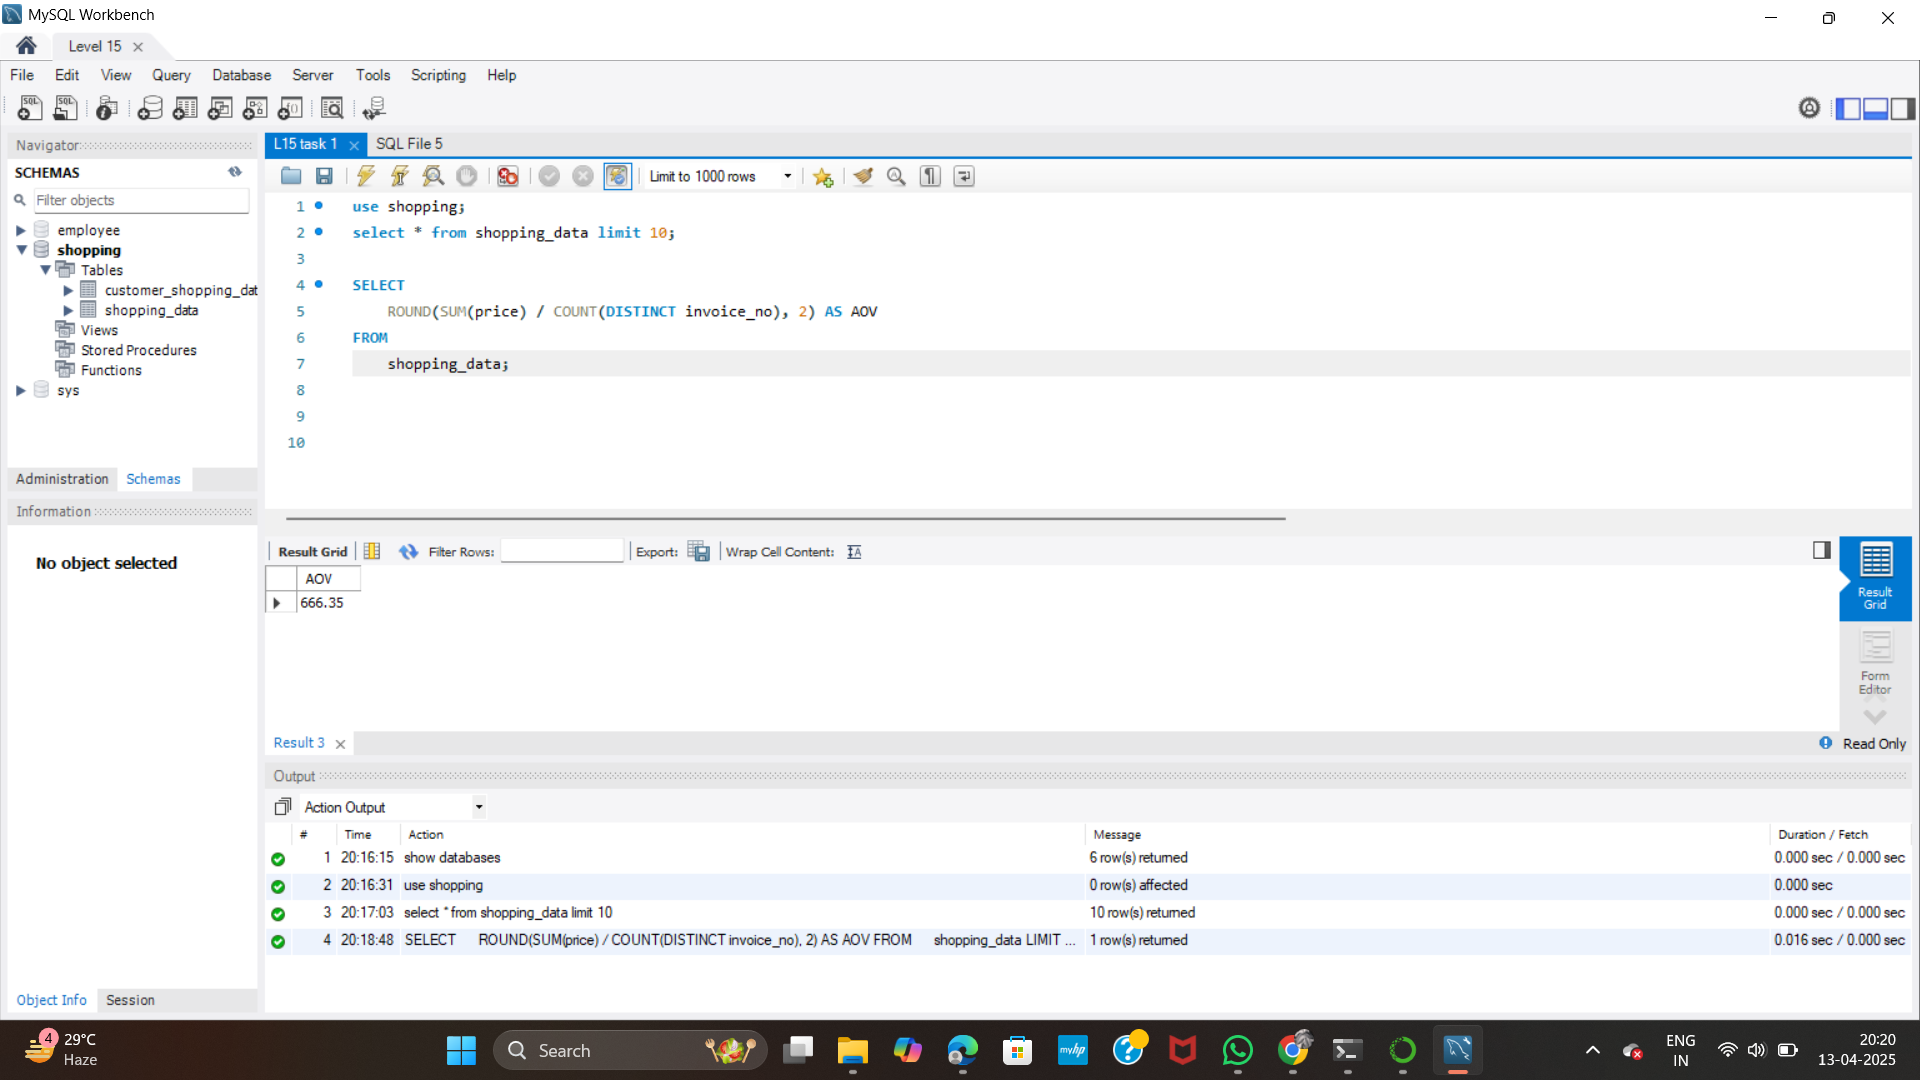 MySQL Workbench
Level 15
File Edit View Query Database Server Tools Scripting Help
Navigator
SCHEMAS
Filter objects
employee
shopping
Tables
customer_shopping_dat
shopping_data
Views
Stored Procedures
Functions
sys
Administration Schemas
Information
No object selected
Object Info Session
L15 task 1 SQL File 5
Limit to 1000 rows
1 use shopping;
2 select * from shopping_data limit 10;
3
4 SELECT
5 ROUND(SUM(price) / COUNT(DISTINCT invoice_no), 2) AS AOV
6 FROM
7 shopping_data;
8
9
10
Result Grid Filter Rows: Export: Wrap Cell Content:
AOV
666.35
Result Grid
Form Editor
Result 3
Read Only
Output
Action Output
# Time Action Message Duration / Fetch
1 20:16:15 show databases 6 row(s) returned 0.000 sec / 0.000 sec
2 20:16:31 use shopping 0 row(s) affected 0.000 sec
3 20:17:03 select * from shopping_data limit 10 10 row(s) returned 0.000 sec / 0.000 sec
4 20:18:48 SELECT ROUND(SUM(price) / COUNT(DISTINCT invoice_no), 2) AS AOV FROM shopping_data LIMIT ... 1 row(s) returned 0.016 sec / 0.000 sec
4
29°C
Haze
Search
myhp
ENG
IN
20:20
13-04-2025